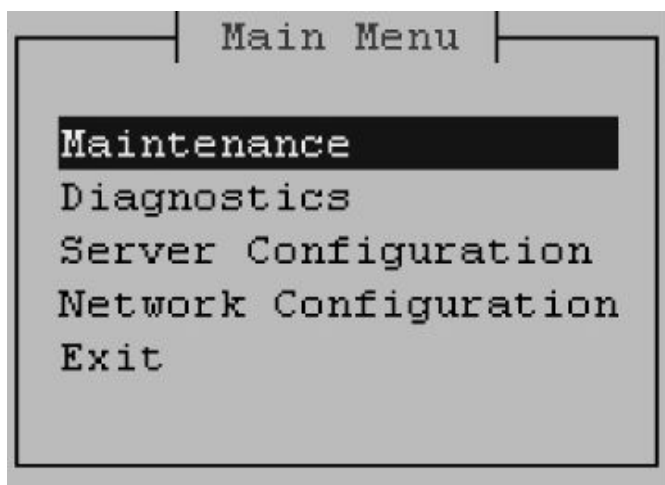 Main Menu
Maintenance
Diagnostics
Server Configuration
Network Configuration
Exit